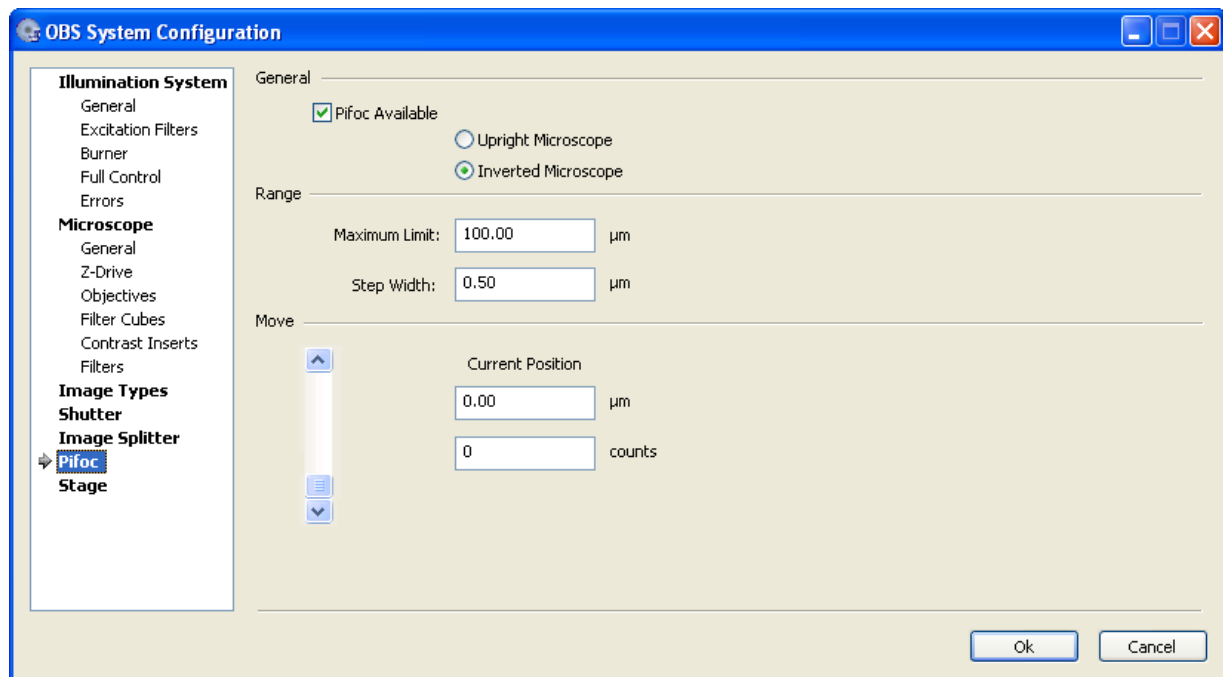 OBS System Configuration
Illumination System
General
Excitation Filters
Burner
Full Control
Errors
Microscope
General
Z-Drive
Objectives
Filter Cubes
Contrast Inserts
Filters
Image Types
Shutter
Image Splitter
Pifoc
Stage
General
Pifoc Available
Upright Microscope
Inverted Microscope
Range
Maximum Limit: 100.00 µm
Step Width: 0.50 µm
Move
Current Position
0.00 µm
0 counts
Ok Cancel